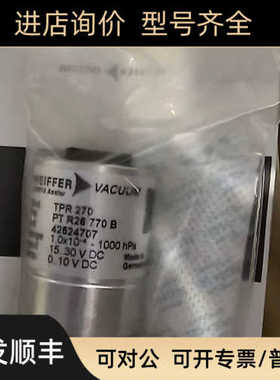 进店询价 型号齐全
EIFFER VACUUM
TPR 270
PT R26 770 B
42624707
1.0x10⁻⁴ - 1000 hPa
15..30 V DC
0..10 V DC
Made in
German
发顺丰
可对公 可开专票/普